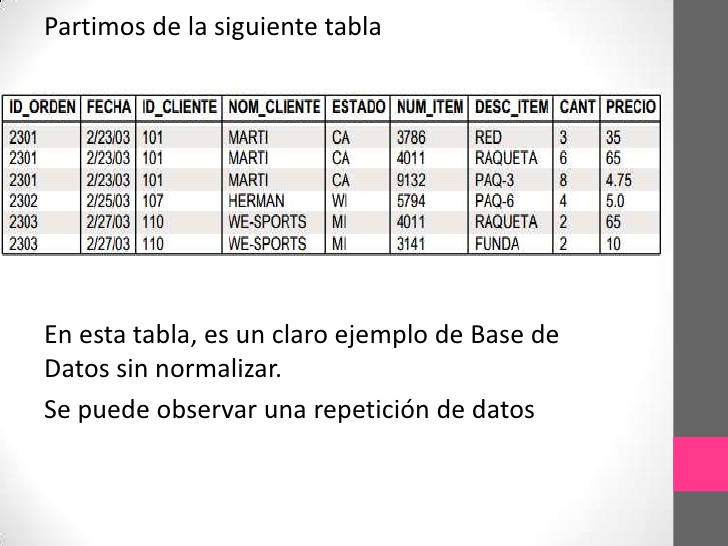 Partimos de la siguiente tabla
ID_ORDEN FECHA ID_CLIENTE NOM_CLIENTE ESTADO NUM_ITEM DESC_ITEM CANT PRECIO
2301 2/23/03 101 MARTI CA 3786 RED 3 35
2301 2/23/03 101 MARTI CA 4011 RAQUETA 6 65
2301 2/23/03 101 MARTI CA 9132 PAQ-3 8 4.75
2302 2/25/03 107 HERMAN WI 5794 PAQ-6 4 5.0
2303 2/27/03 110 WE-SPORTS MI 4011 RAQUETA 2 65
2303 2/27/03 110 WE-SPORTS MI 3141 FUNDA 2 10
En esta tabla, es un claro ejemplo de Base de
Datos sin normalizar.
Se puede observar una repetición de datos